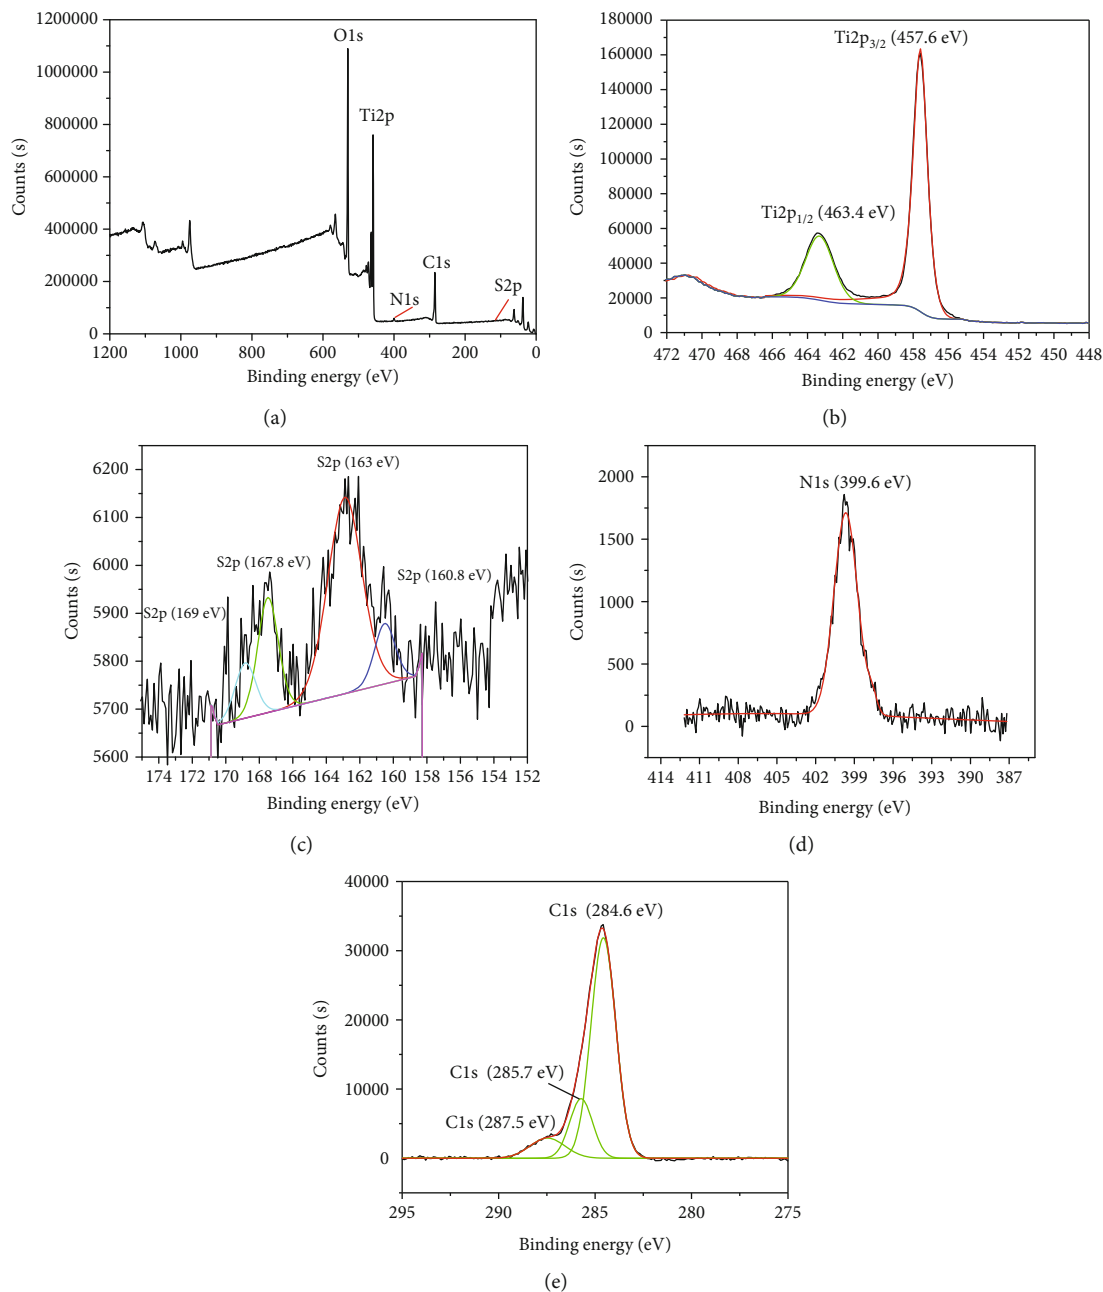 1200000
1000000
800000
600000
400000
200000
0
Counts (s)
O1s
Ti2p
C1s
N1s
S2p
1200 1000 800 600 400 200 0
Binding energy (eV)
(a)
180000
160000
140000
120000
100000
80000
60000
40000
20000
0
Counts (s)
Ti2p3/2 (457.6 eV)
Ti2p1/2 (463.4 eV)
472 470 468 466 464 462 460 458 456 454 452 450 448
Binding energy (eV)
(b)
6200
6100
6000
5900
5800
5700
5600
Counts (s)
S2p (163 eV)
S2p (167.8 eV)
S2p (160.8 eV)
S2p (169 eV)
174 172 170 168 166 164 162 160 158 156 154 152
Binding energy (eV)
(c)
2000
1500
1000
500
0
Counts (s)
N1s (399.6 eV)
414 411 408 405 402 399 396 393 390 387
Binding energy (eV)
(d)
40000
30000
20000
10000
0
Counts (s)
C1s (284.6 eV)
C1s (285.7 eV)
C1s (287.5 eV)
295 290 285 280 275
Binding energy (eV)
(e)